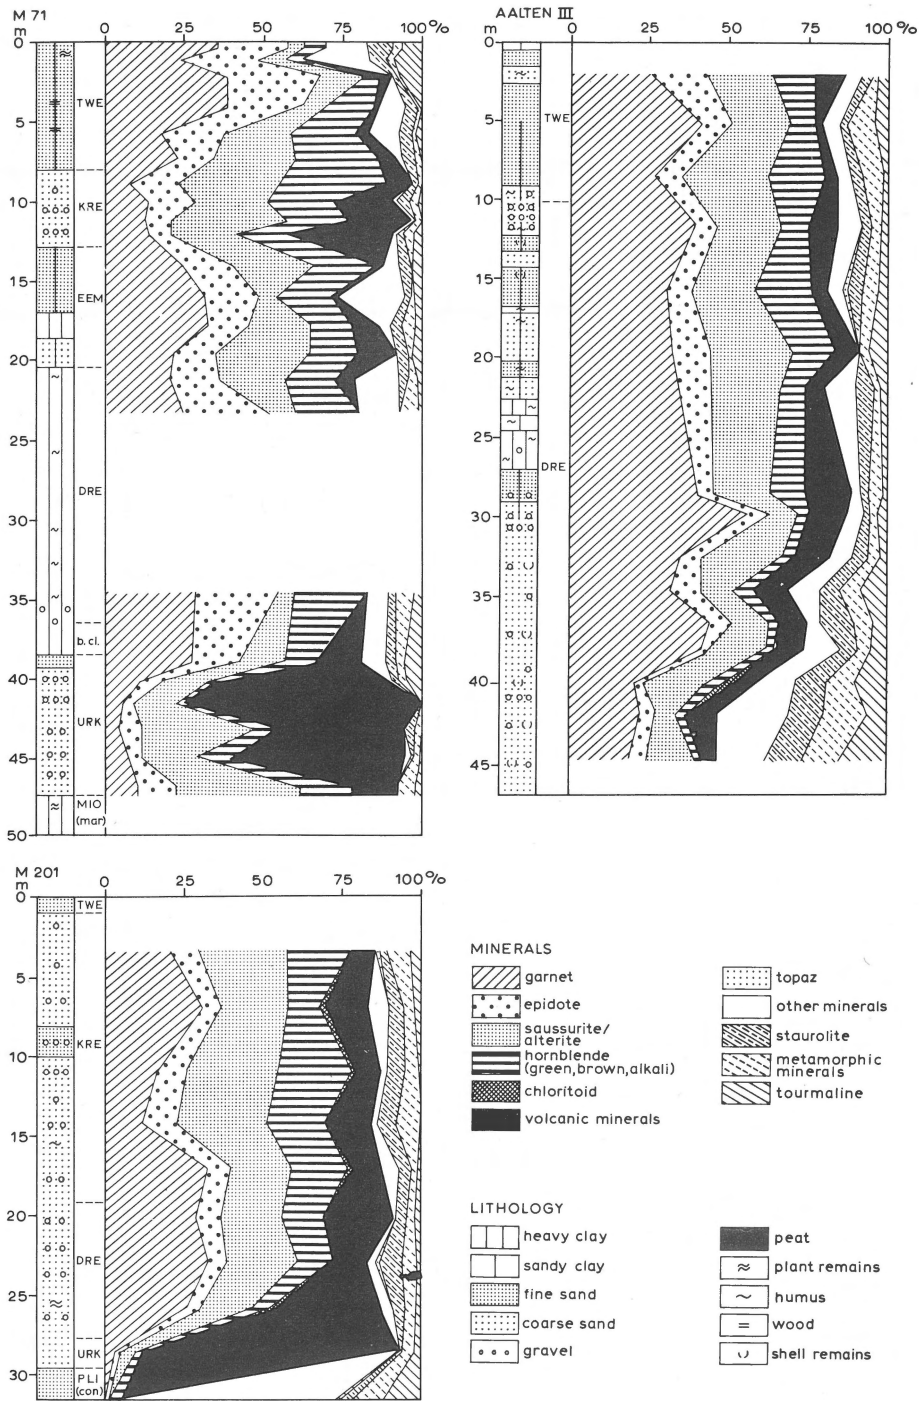 M 71
m
0 25 50 75 100%
0
5
10
15
20
25
30
35
40
45
50
TWE
KRE
EEM
DRE
b. cl.
URK
MIO
(mar)
AALTEN III
m
0 25 50 75 100%
0
5
10
15
20
25
30
35
40
45
TWE
DRE
M 201
m
0 25 50 75 100%
0
5
10
15
20
25
30
TWE
KRE
DRE
URK
PLI
(con)
MINERALS
garnet
epidote
saussurite/
alterite
hornblende
(green,brown,alkali)
chloritoid
volcanic minerals
topaz
other minerals
staurolite
metamorphic
minerals
tourmaline
LITHOLOGY
heavy clay
sandy clay
fine sand
coarse sand
gravel
peat
plant remains
humus
wood
shell remains